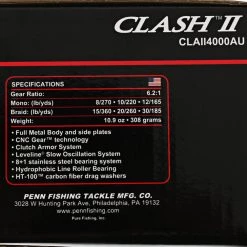 CLASH™ II
CLAII4000AU
SPECIFICATIONS
Gear Ratio: 6.2:1
Mono: (lb/yds) 8/270 • 10/220 • 12/165
Braid: (lb/yds) 15/360 • 20/260 • 30/185
Weight: 10.9 oz • 308 grams
• Full Metal Body and side plates
• CNC Gear™ Technology
• Clutch Armor System
• Leveline® Slow Oscillation System
• 8+1 stainless steel bearing system
• Hydrophobic Line Roller Bearing
• HT-100™ carbon fiber drag washers
PENN FISHING TACKLE MFG. CO.
3028 W Hunting Park Ave, Philadelphia, PA 19132
www.pennfishing.com
Pure Fishing, Inc.